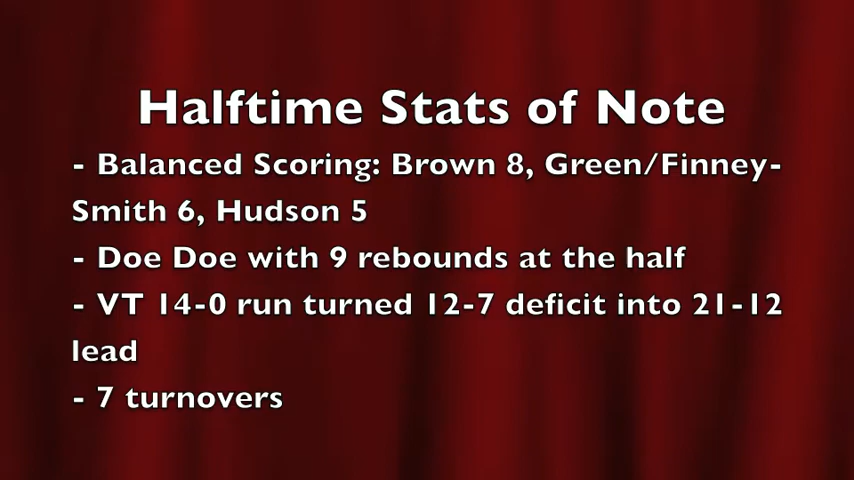 Halftime Stats of Note
- Balanced Scoring: Brown 8, Green/Finney-
Smith 6, Hudson 5
- Doe Doe with 9 rebounds at the half
- VT 14-0 run turned 12-7 deficit into 21-12
lead
- 7 turnovers